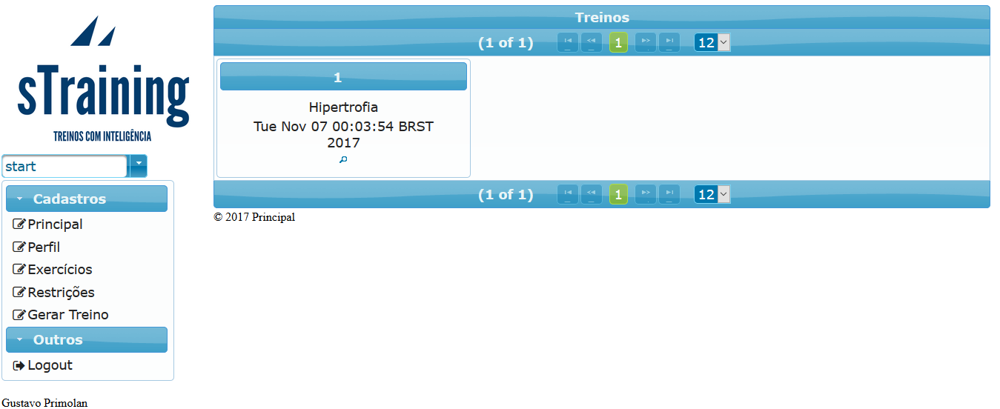 sTraining
TREINOS COM INTELIGÊNCIA
start
Cadastros
Principal
Perfil
Exercícios
Restrições
Gerar Treino
Outros
Logout
Gustavo Primolan
Treinos
(1 of 1) 1 12
1
Hipertrofia
Tue Nov 07 00:03:54 BRST
2017
(1 of 1) 1 12
© 2017 Principal